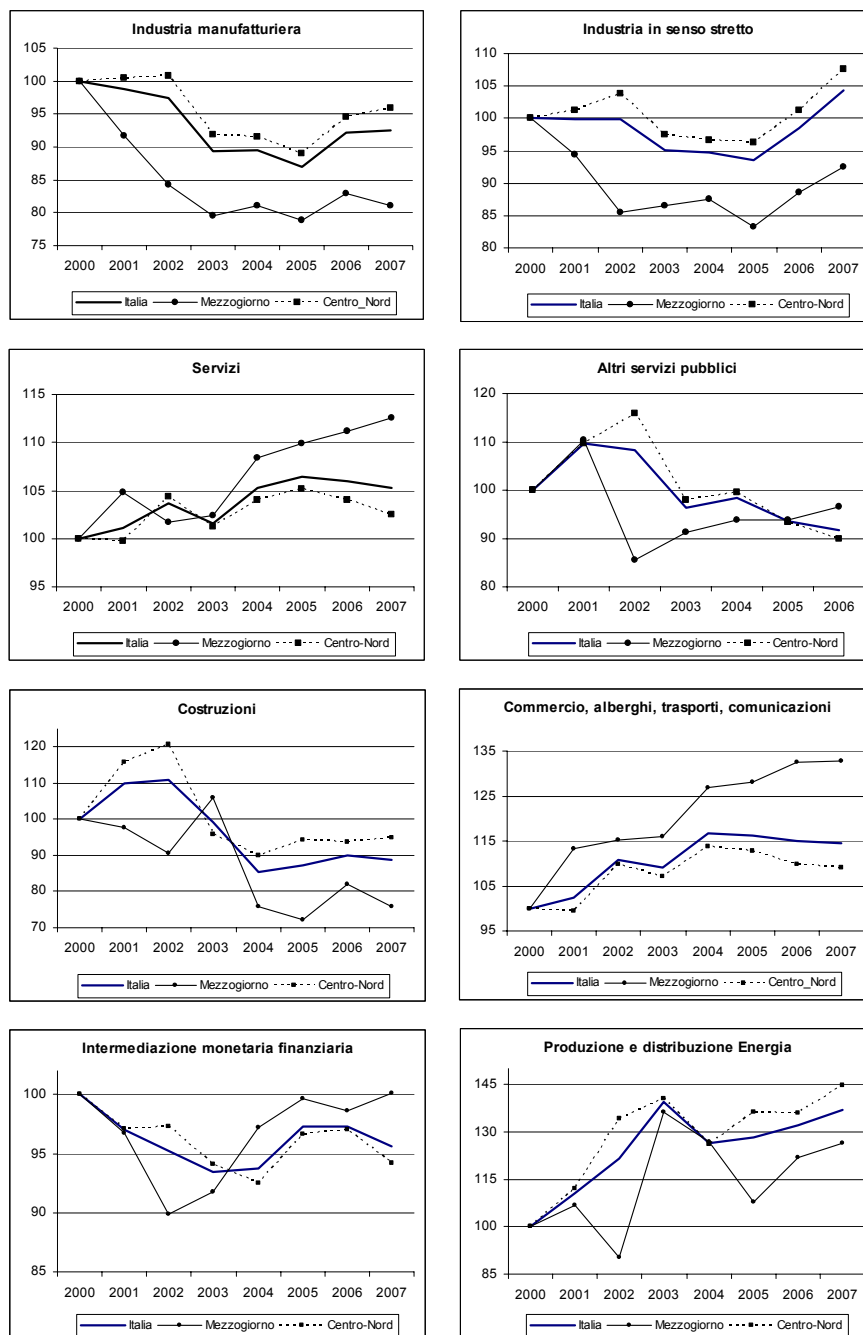 Industria manufatturiera
105
100
95
90
85
80
75
2000 2001 2002 2003 2004 2005 2006 2007
Italia Mezzogiorno Centro_Nord
Industria in senso stretto
110
105
100
95
90
85
80
2000 2001 2002 2003 2004 2005 2006 2007
Italia Mezzogiorno Centro-Nord
Servizi
115
110
105
100
95
2000 2001 2002 2003 2004 2005 2006 2007
Italia Mezzogiorno Centro-Nord
Altri servizi pubblici
120
110
100
90
80
2000 2001 2002 2003 2004 2005 2006
Italia Mezzogiorno Centro-Nord
Costruzioni
120
110
100
90
80
70
2000 2001 2002 2003 2004 2005 2006 2007
Italia Mezzogiorno Centro-Nord
Commercio, alberghi, trasporti, comunicazioni
135
125
115
105
95
2000 2001 2002 2003 2004 2005 2006 2007
Italia Mezzogiorno Centro_Nord
Intermediazione monetaria finanziaria
100
95
90
85
2000 2001 2002 2003 2004 2005 2006 2007
Italia Mezzogiorno Centro-Nord
Produzione e distribuzione Energia
145
130
115
100
85
2000 2001 2002 2003 2004 2005 2006 2007
Italia Mezzogiorno Centro-Nord